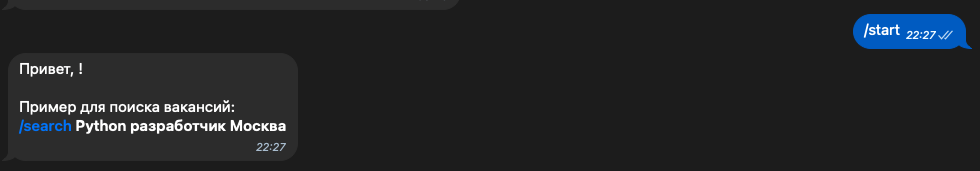 /start 22:27
Привет, !
Пример для поиска вакансий:
/search Python разработчик Москва
22:27